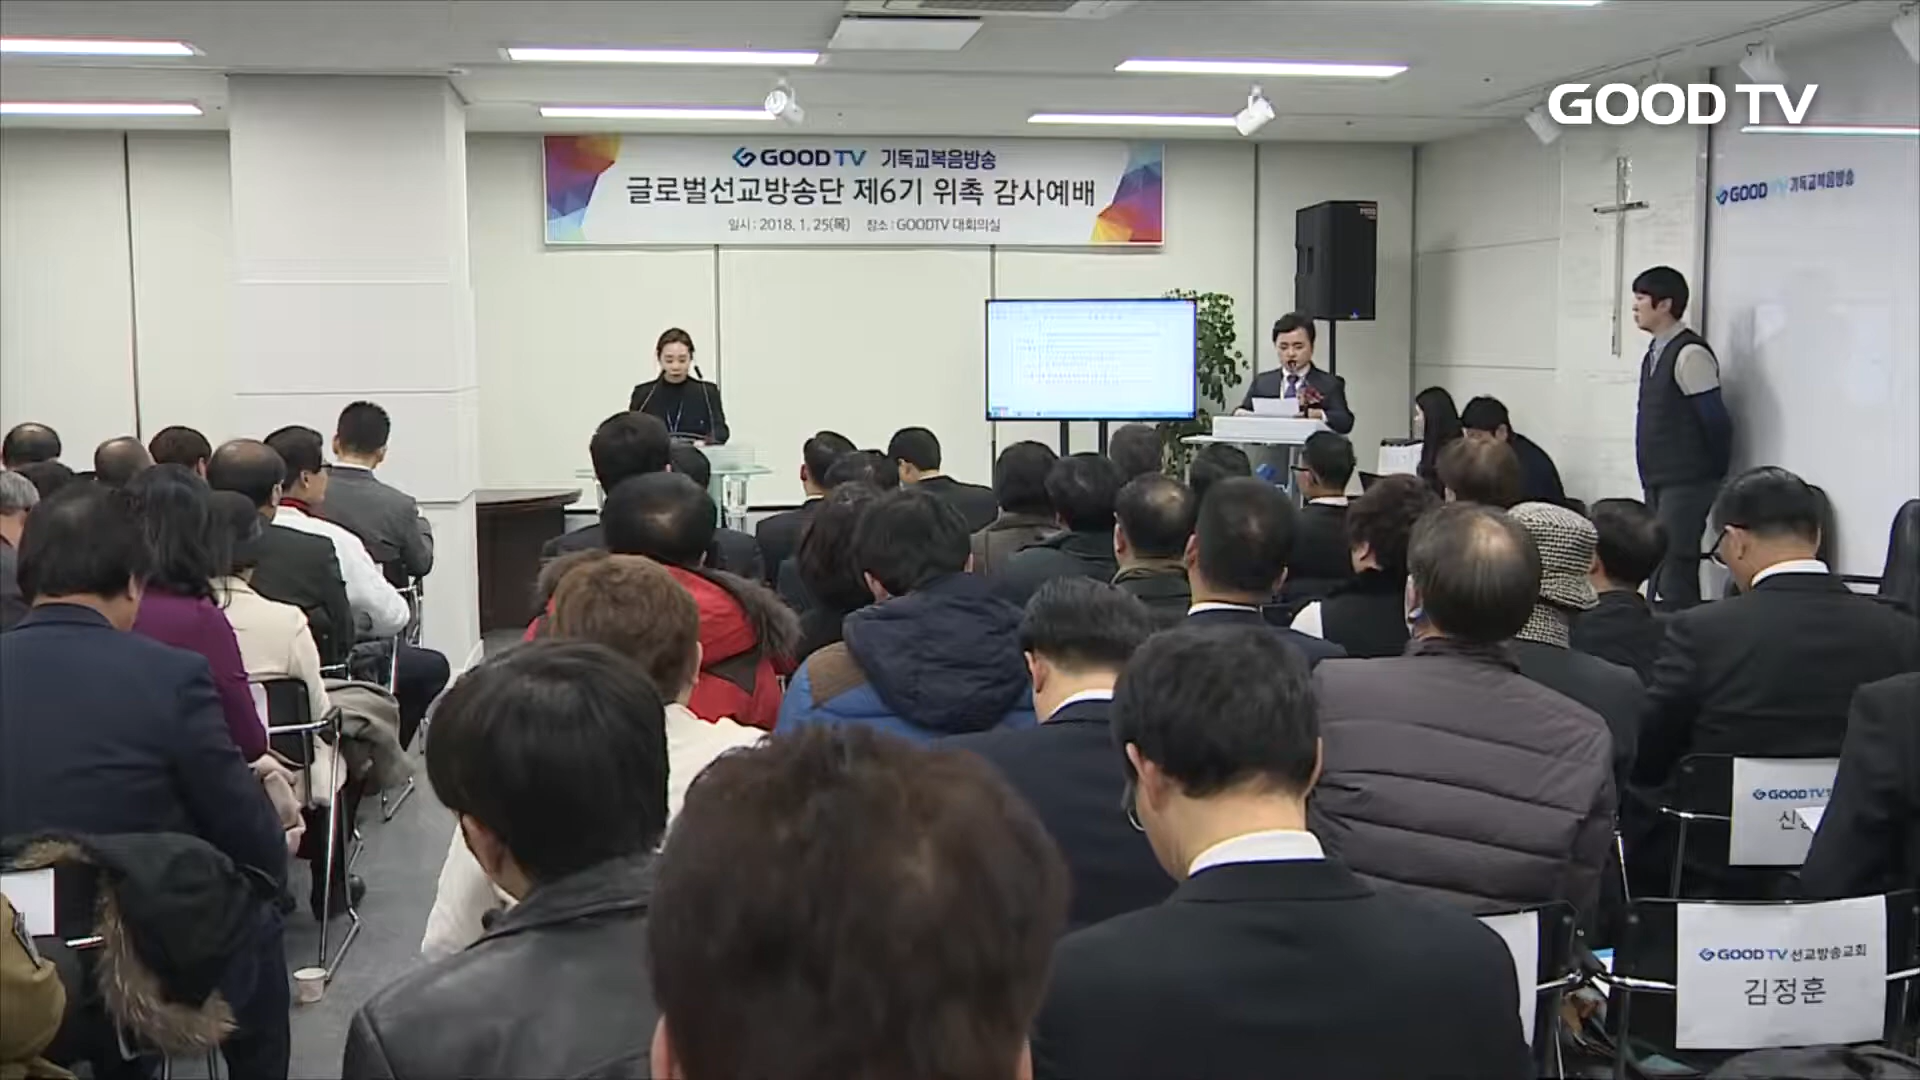 GOOD TV
GOOD TV 기독교복음방송
글로벌선교방송단 제6기 위촉 감사예배
일시 : 2018. 1. 25(목) 장소 : GOODTV 대회의실
GOOD TV 기독교복음방송
GOOD TV
GOOD TV 선교방송교회
김정훈